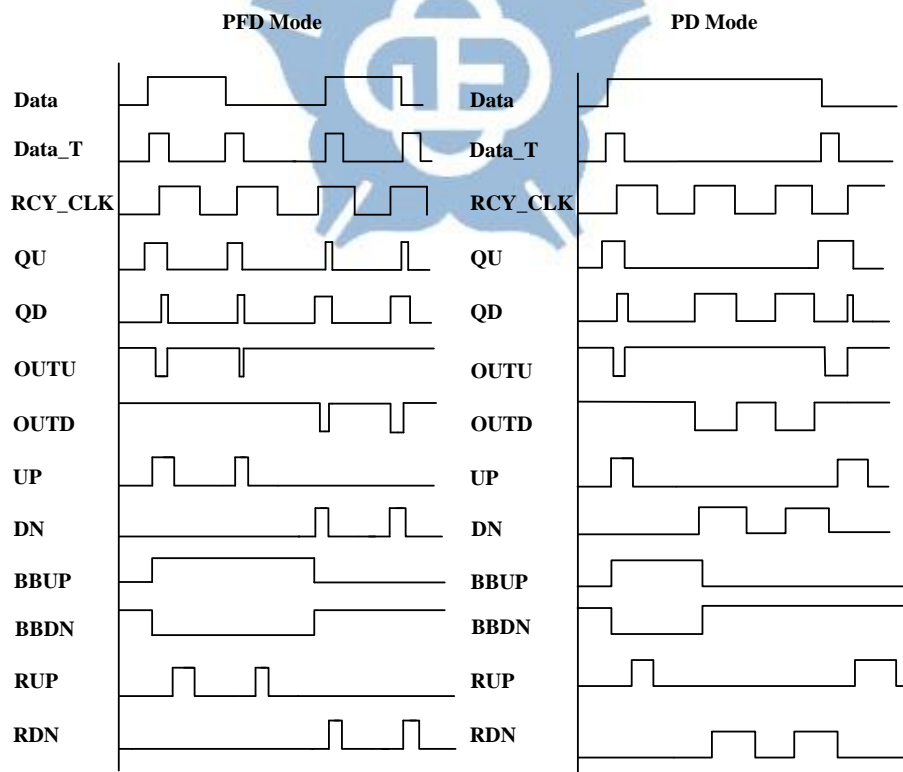 PFD Mode
PD Mode
Data
Data_T
RCY_CLK
QU
QD
OUTU
OUTD
UP
DN
BBUP
BBDN
RUP
RDN
Data
Data_T
RCY_CLK
QU
QD
OUTU
OUTD
UP
DN
BBUP
BBDN
RUP
RDN